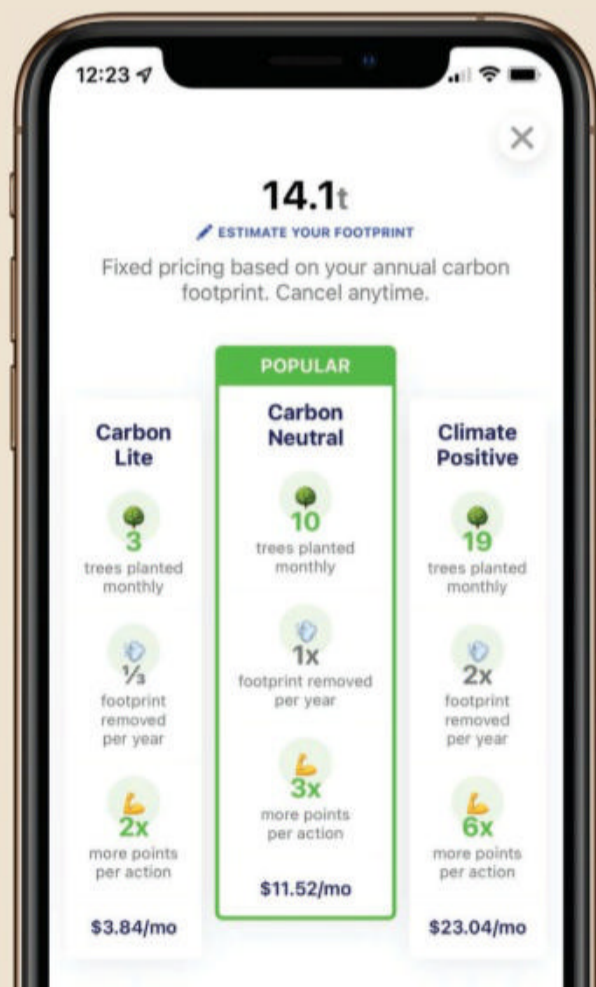 12:23
14.1t
ESTIMATE YOUR FOOTPRINT
Fixed pricing based on your annual carbon
footprint. Cancel anytime.
POPULAR
Carbon
Lite
3
trees planted
monthly
⅓
footprint
removed
per year
2x
more points
per action
$3.84/mo
Carbon
Neutral
10
trees planted
monthly
1x
footprint removed
per year
3x
more points
per action
$11.52/mo
Climate
Positive
19
trees planted
monthly
2x
footprint
removed
per year
6x
more points
per action
$23.04/mo